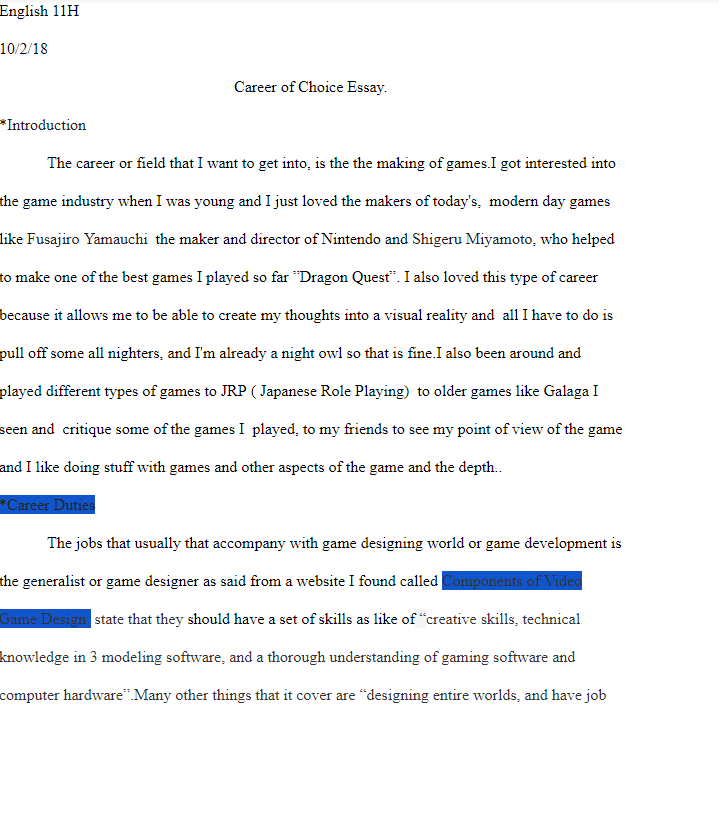 English 11H
10/2/18
Career of Choice Essay.
*Introduction
The career or field that I want to get into, is the the making of games.I got interested into
the game industry when I was young and I just loved the makers of today's,  modern day games
like Fusajiro Yamauchi  the maker and director of Nintendo and Shigeru Miyamoto, who helped
to make one of the best games I played so far "Dragon Quest". I also loved this type of career
because it allows me to be able to create my thoughts into a visual reality and  all I have to do is
pull off some all nighters, and I'm already a night owl so that is fine.I also been around and
played different types of games to JRP ( Japanese Role Playing)  to older games like Galaga I
seen and  critique some of the games I  played, to my friends to see my point of view of the game
and I like doing stuff with games and other aspects of the game and the depth..
*Career Duties
The jobs that usually that accompany with game designing world or game development is
the generalist or game designer as said from a website I found called Components of Video
Game Design  state that they should have a set of skills as like of “creative skills, technical
knowledge in 3 modeling software, and a thorough understanding of gaming software and
computer hardware”.Many other things that it cover are “designing entire worlds, and have job